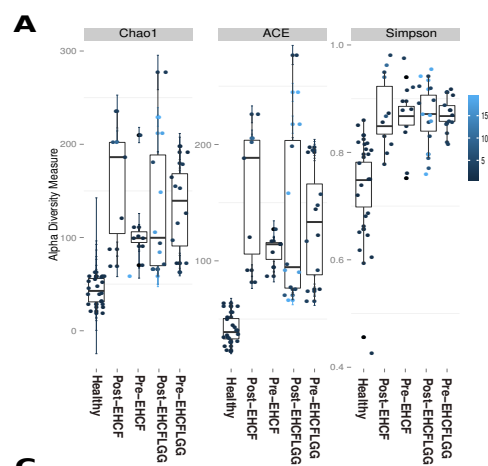 A
Chao1
ACE
Simpson
Alpha Diversity Measure
300
200
100
0
200
100
1.0
0.8
0.6
0.4
15
10
5
Healthy
Post-EHCF
Pre-EHCF
Post-EHCFLGG
Pre-EHCFLGG
Healthy
Post-EHCF
Pre-EHCF
Post-EHCFLGG
Pre-EHCFLGG
Healthy
Post-EHCF
Pre-EHCF
Post-EHCFLGG
Pre-EHCFLGG